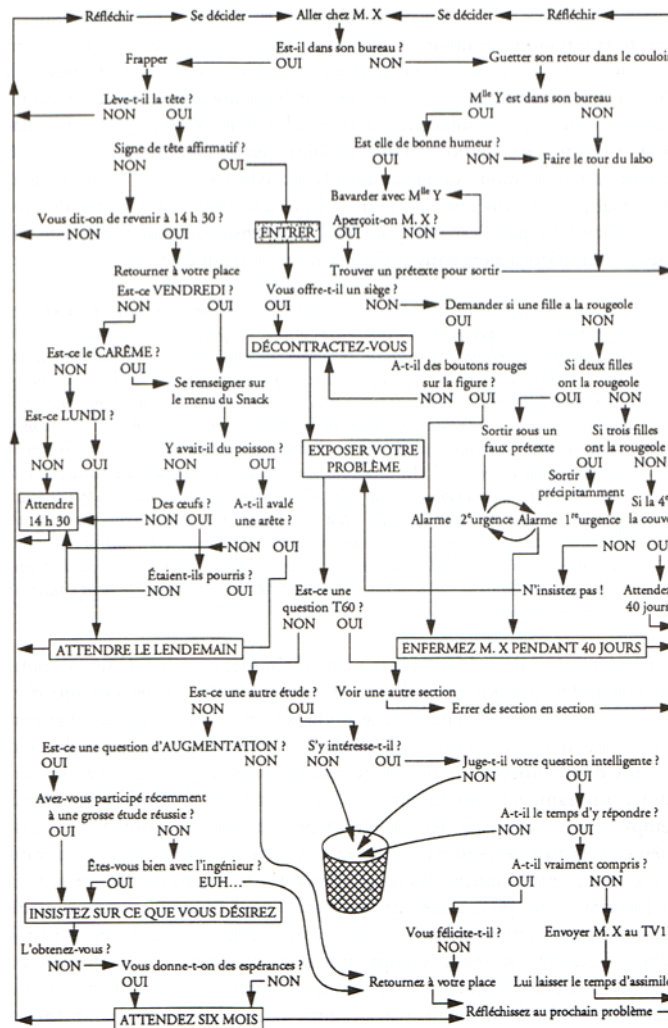 Réfléchir Se décider Aller chez M. X Se décider Réfléchir
Est-il dans son bureau ?
Frapper OUI NON Guetter son retour dans le couloir
Lève-t-il la tête ? Mlle Y est dans son bureau
NON OUI OUI NON
Signe de tête affirmatif ? Est elle de bonne humeur ?
NON OUI OUI NON Faire le tour du labo
Bavarder avec Mlle Y
Vous dit-on de revenir à 14 h 30 ? Aperçoit-on M. X ?
NON OUI ENTRER OUI NON
Retourner à votre place Trouver un prétexte pour sortir
Est-ce VENDREDI ? Vous offre-t-il un siège ?
NON OUI OUI NON Demander si une fille a la rougeole
OUI NON
Est-ce le CARÊME ? DÉCONTRACTEZ-VOUS
NON OUI A-t-il des boutons rouges Si deux filles
Se renseigner sur sur la figure ? ont la rougeole
le menu du Snack NON OUI OUI NON
Est-ce LUNDI ? Sortir sous un Si trois filles
Y avait-il du poisson ? EXPOSER VOTRE faux prétexte ont la rougeole
NON OUI NON OUI PROBLÈME OUI NON
Sortir
précipitamment
Attendre Des œufs ? A-t-il avalé Si la 4e
14 h 30 NON OUI une arête ? Alarme 2e urgence Alarme 1re urgence la couve
NON OUI NON OU
Étaient-ils pourris ? Est-ce une N'insistez pas ! Attendez
NON OUI question T60 ? 40 jours
NON OUI
ATTENDRE LE LENDEMAIN ENFERMEZ M. X PENDANT 40 JOURS
Est-ce une autre étude ? Voir une autre section
NON OUI Errer de section en section
Est-ce une question d'AUGMENTATION ? S'y intéresse-t-il ?
OUI NON NON OUI Juge-t-il votre question intelligente ?
NON OUI
Avez-vous participé récemment
à une grosse étude réussie ? A-t-il le temps d'y répondre ?
OUI NON NON OUI
Êtes-vous bien avec l'ingénieur ? A-t-il vraiment compris ?
OUI EUH... OUI NON
INSISTEZ SUR CE QUE VOUS DÉSIREZ
Vous félicite-t-il ? Envoyer M. X au TV1
L'obtenez-vous ? NON
NON Vous donne-t-on des espérances ?
OUI NON Retournez à votre place Lui laisser le temps d'assimile
ATTENDEZ SIX MOIS Réfléchissez au prochain problème